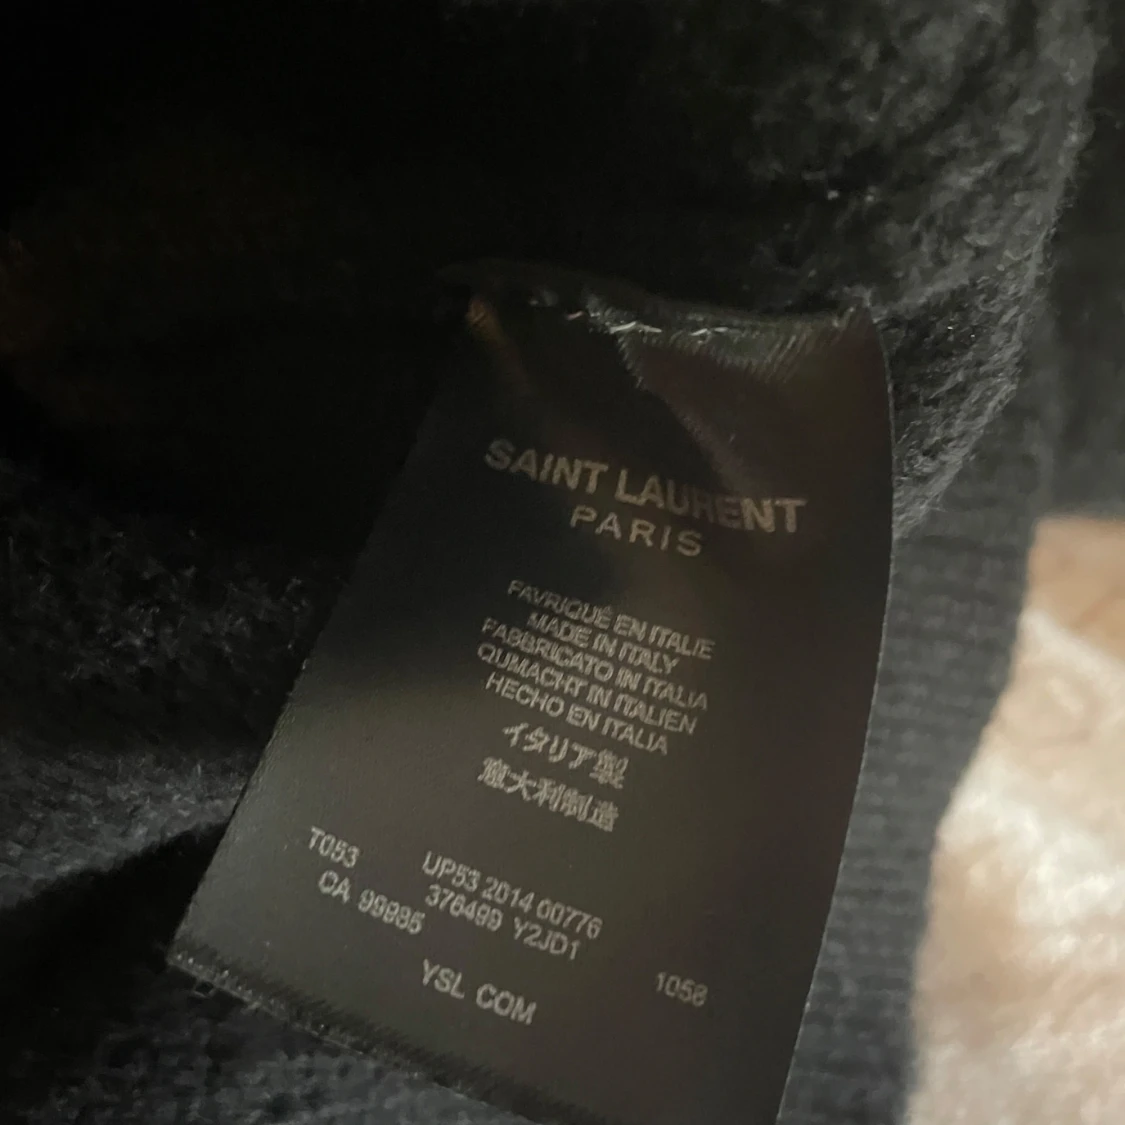 SAINT LAURENT
PARIS
FAVRIQUÉ EN ITALIE
MADE IN ITALY
FABBRICATO IN ITALIA
QUMACHT IN ITALIEN
HECHO EN ITALIA
イタリア製
意大利制造
T053 UP53 2014 00776
CA 99985 376499 Y2JD1
1058
YSL COM